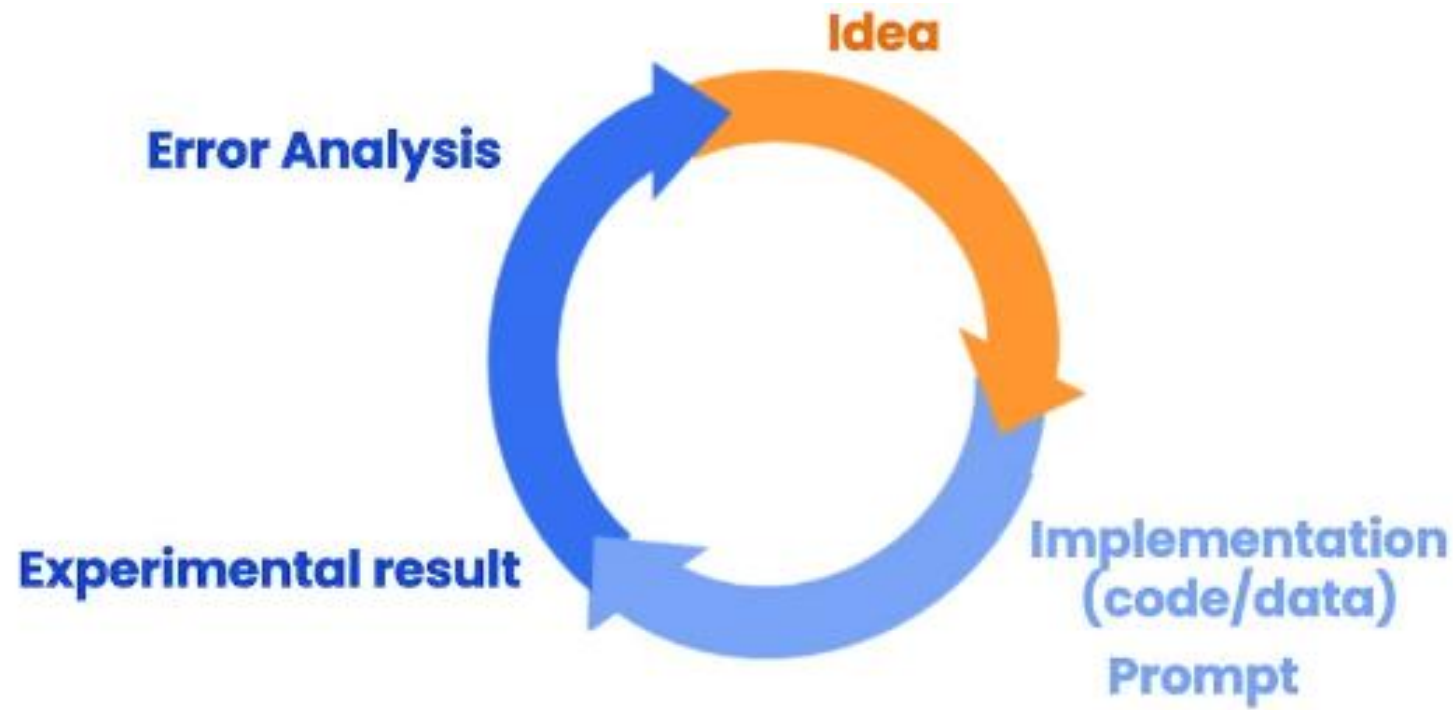 Idea
Error Analysis
Experimental result
Implementation
(code/data)
Prompt